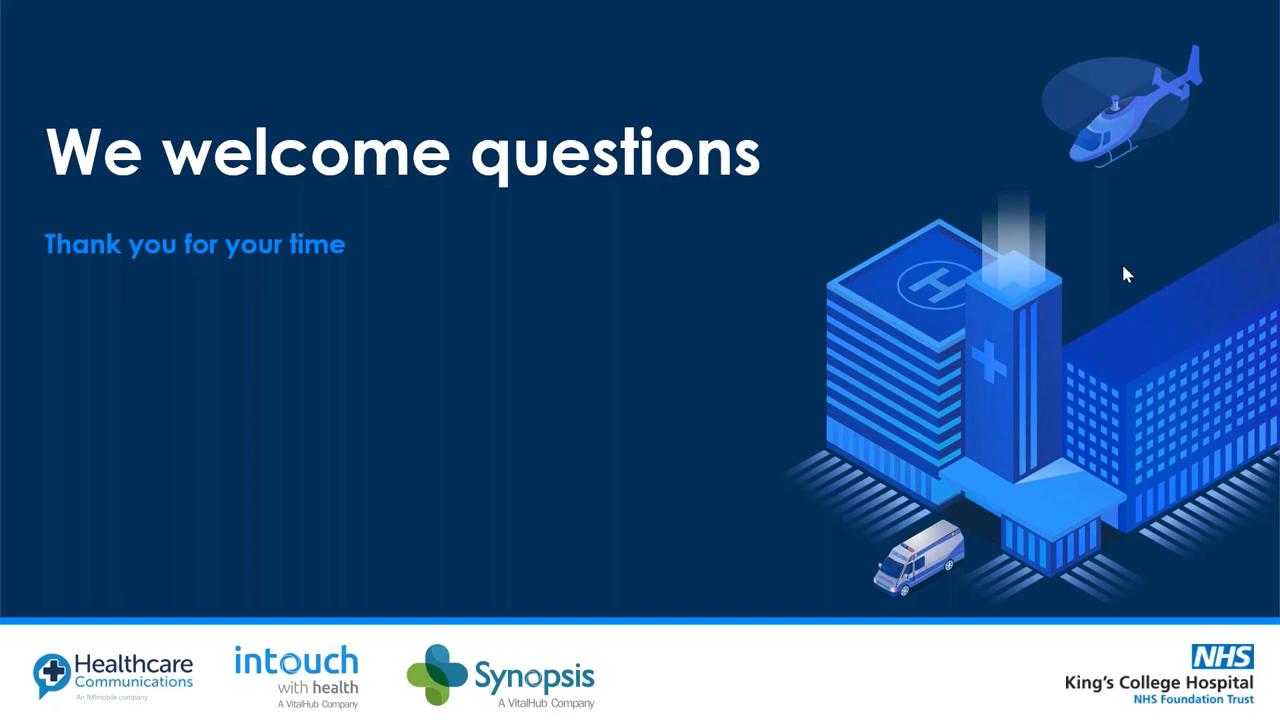 We welcome questions
Thank you for your time
H
Healthcare
Communications
An IMImobile company
intouch
with health
A VitalHub Company
Synopsis
A VitalHub Company
NHS
King's College Hospital
NHS Foundation Trust